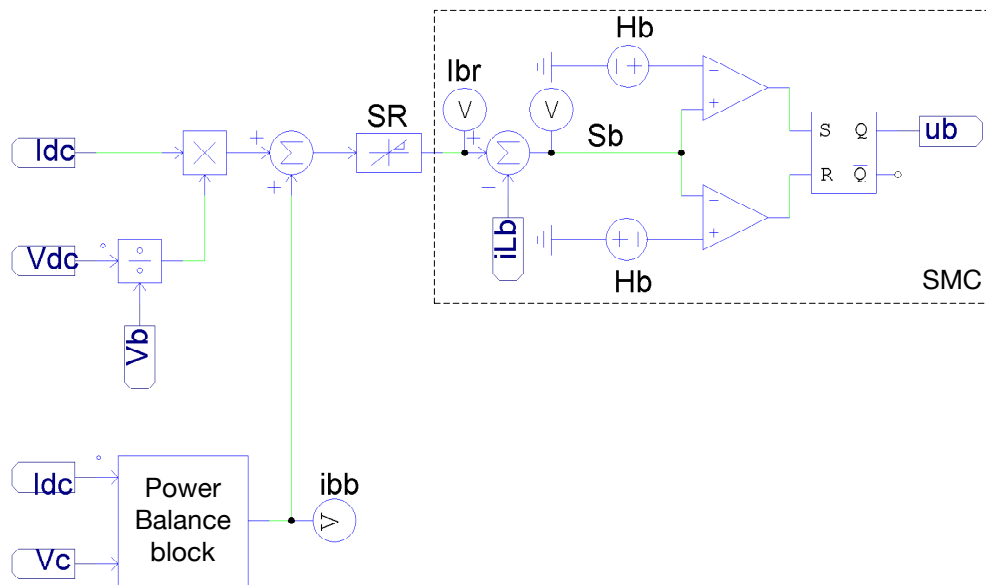 Hb
Ibr
V
V
SR
Sb
Idc
Σ
Σ
S Q
R Q̅
ub
Vdc
iLb
Hb
SMC
Vb
Idc
Vc
Power
Balance
block
ibb
V